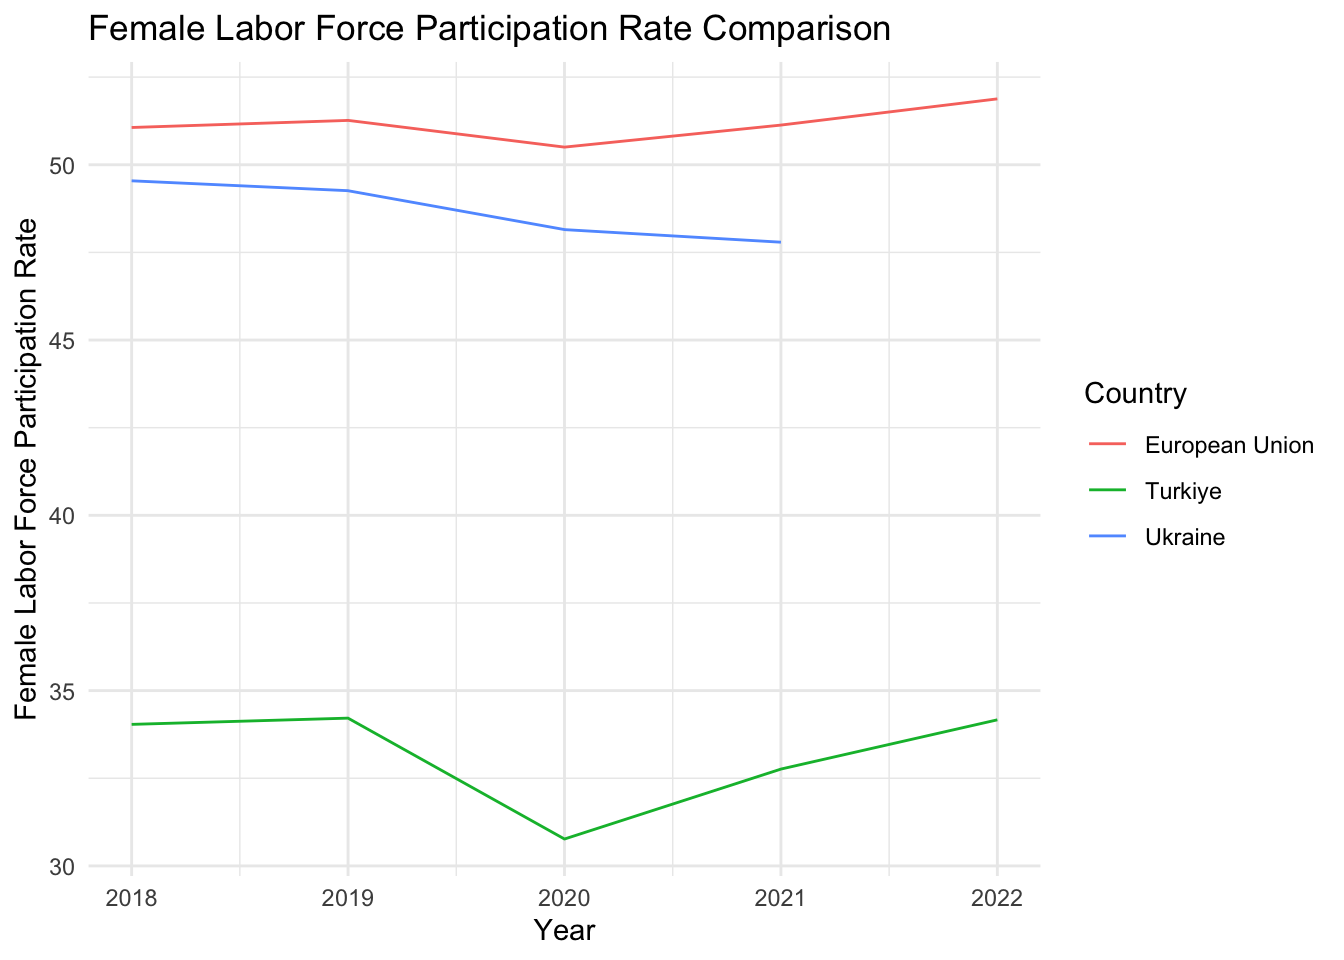 Female Labor Force Participation Rate Comparison
Female Labor Force Participation Rate
50
45
40
35
30
2018 2019 2020 2021 2022
Year
Country
European Union
Turkiye
Ukraine